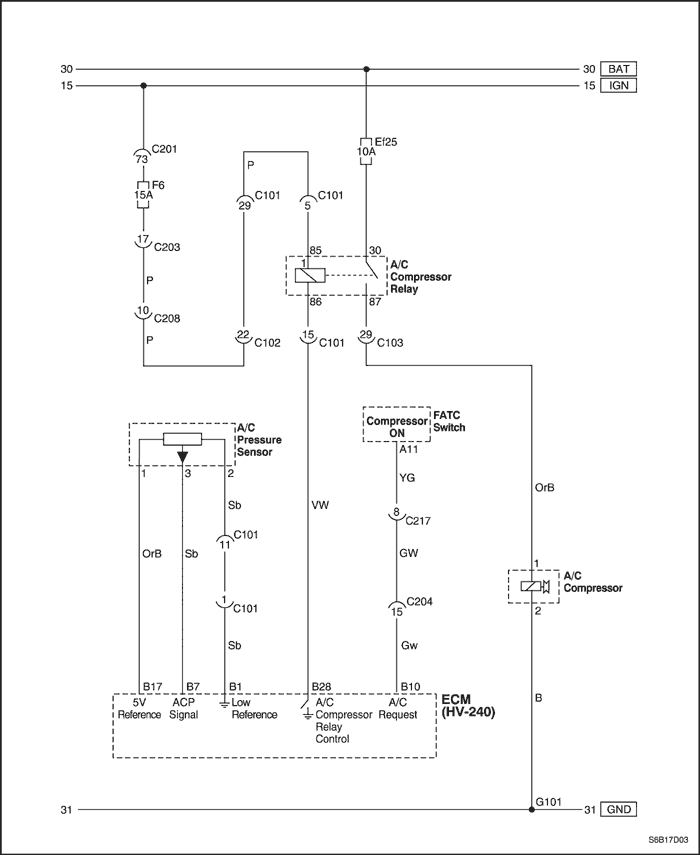 30
30 BAT
15
15 IGN
C201
73
F6
15A
17
C203
P
10
C208
P
P
C101
29
C101
5
Ef25
10A
85
30
1
A/C
Compressor
Relay
86
87
22
C102
15
C101
29
C103
A/C
Pressure
Sensor
1
3
2
Sb
C101
11
OrB
Sb
1
C101
Sb
VW
Compressor
ON
FATC
Switch
A11
YG
8
C217
GW
C204
15
Gw
OrB
1
A/C
Compressor
2
B
B17
B7
B1
B28
B10
5V
Reference
ACP
Signal
Low
Reference
A/C
Compressor
Relay
Control
A/C
Request
ECM
(HV-240)
G101
31
31 GND
S6B17D03